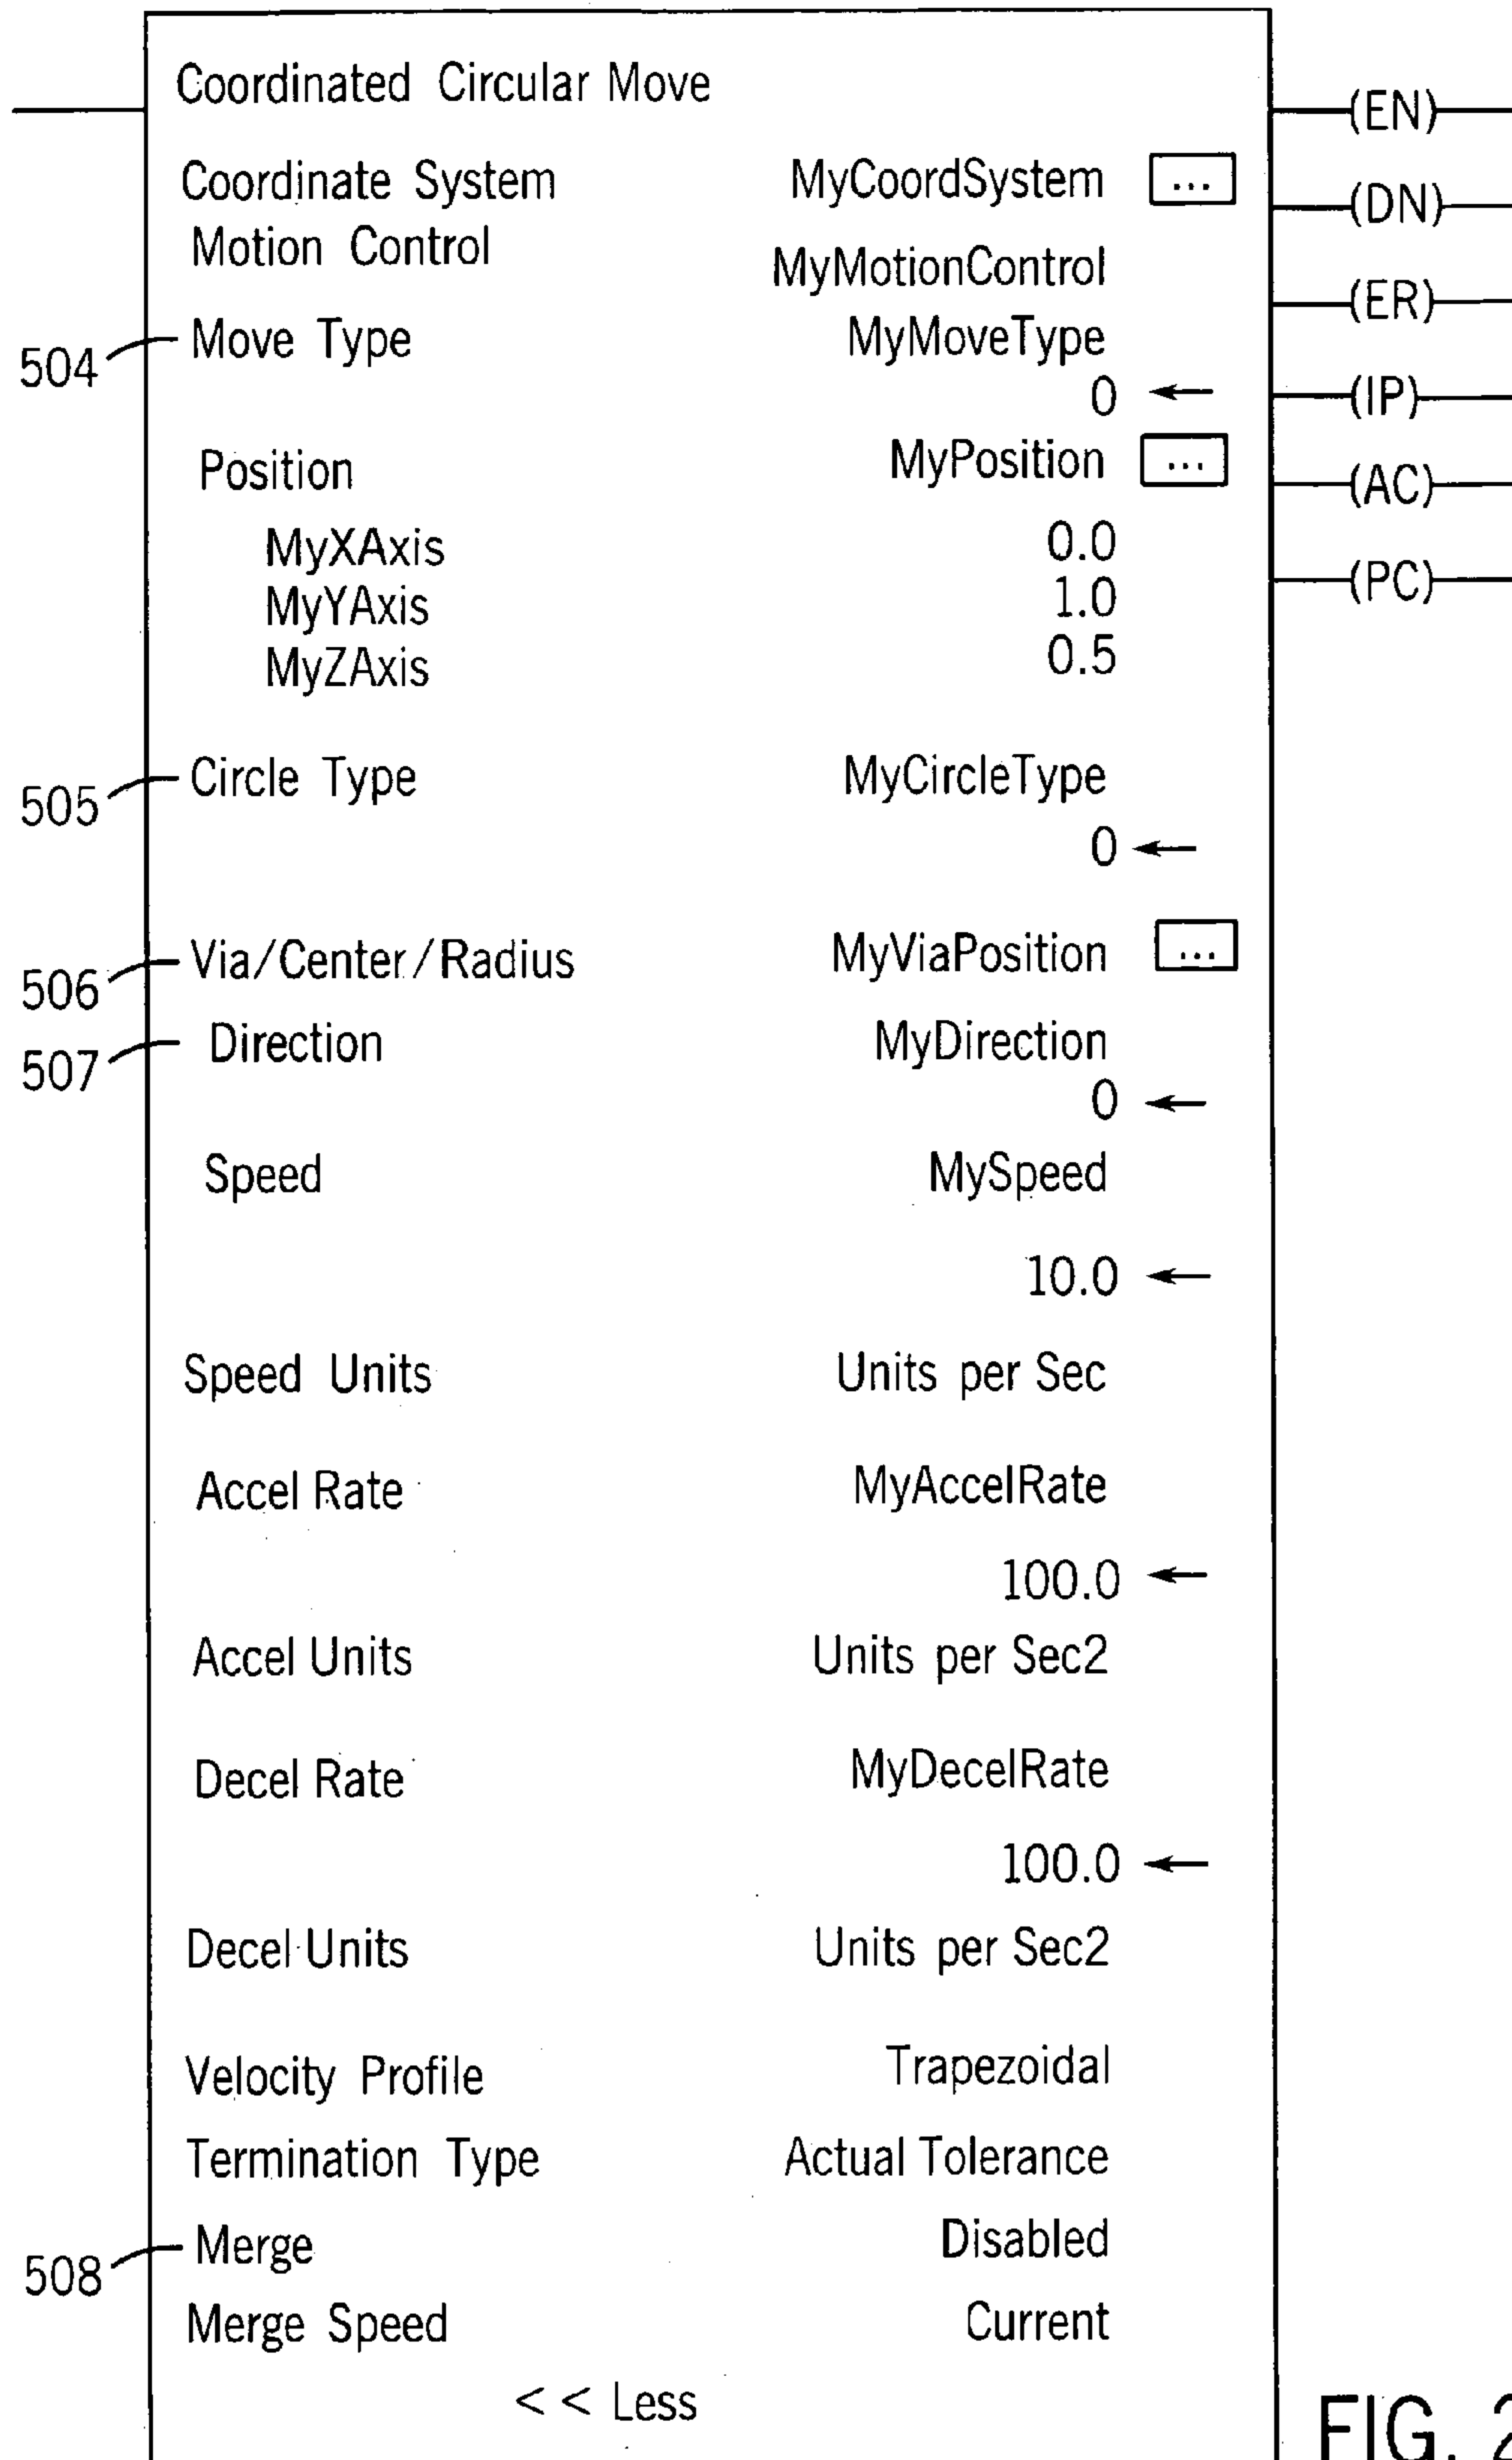 Coordinated Circular Move
(EN)
Coordinate System MyCoordSystem ...
(DN)
Motion Control MyMotionControl
(ER)
504 Move Type MyMoveType
0 ←
(IP)
Position MyPosition ...
(AC)
MyXAxis 0.0
MyYAxis 1.0
(PC)
MyZAxis 0.5
505 Circle Type MyCircleType
0 ←
506 Via/Center/Radius MyViaPosition ...
507 Direction MyDirection
0 ←
Speed MySpeed
10.0 ←
Speed Units Units per Sec
Accel Rate MyAccelRate
100.0 ←
Accel Units Units per Sec2
Decel Rate MyDecelRate
100.0 ←
Decel Units Units per Sec2
Velocity Profile Trapezoidal
Termination Type Actual Tolerance
508 Merge Disabled
Merge Speed Current
< < Less
FIG.